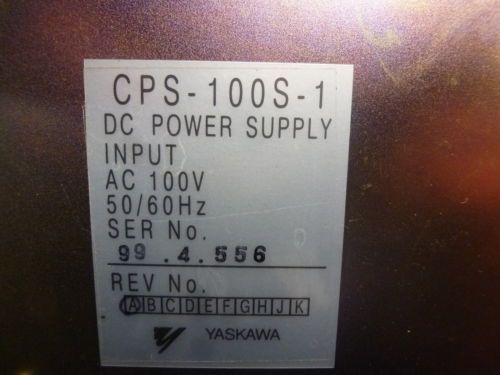 CPS-100S-1
DC POWER SUPPLY
INPUT
AC 100V
50/60Hz
SER No.
99.4.556
REV No.
ABCDEFGHJK
YASKAWA